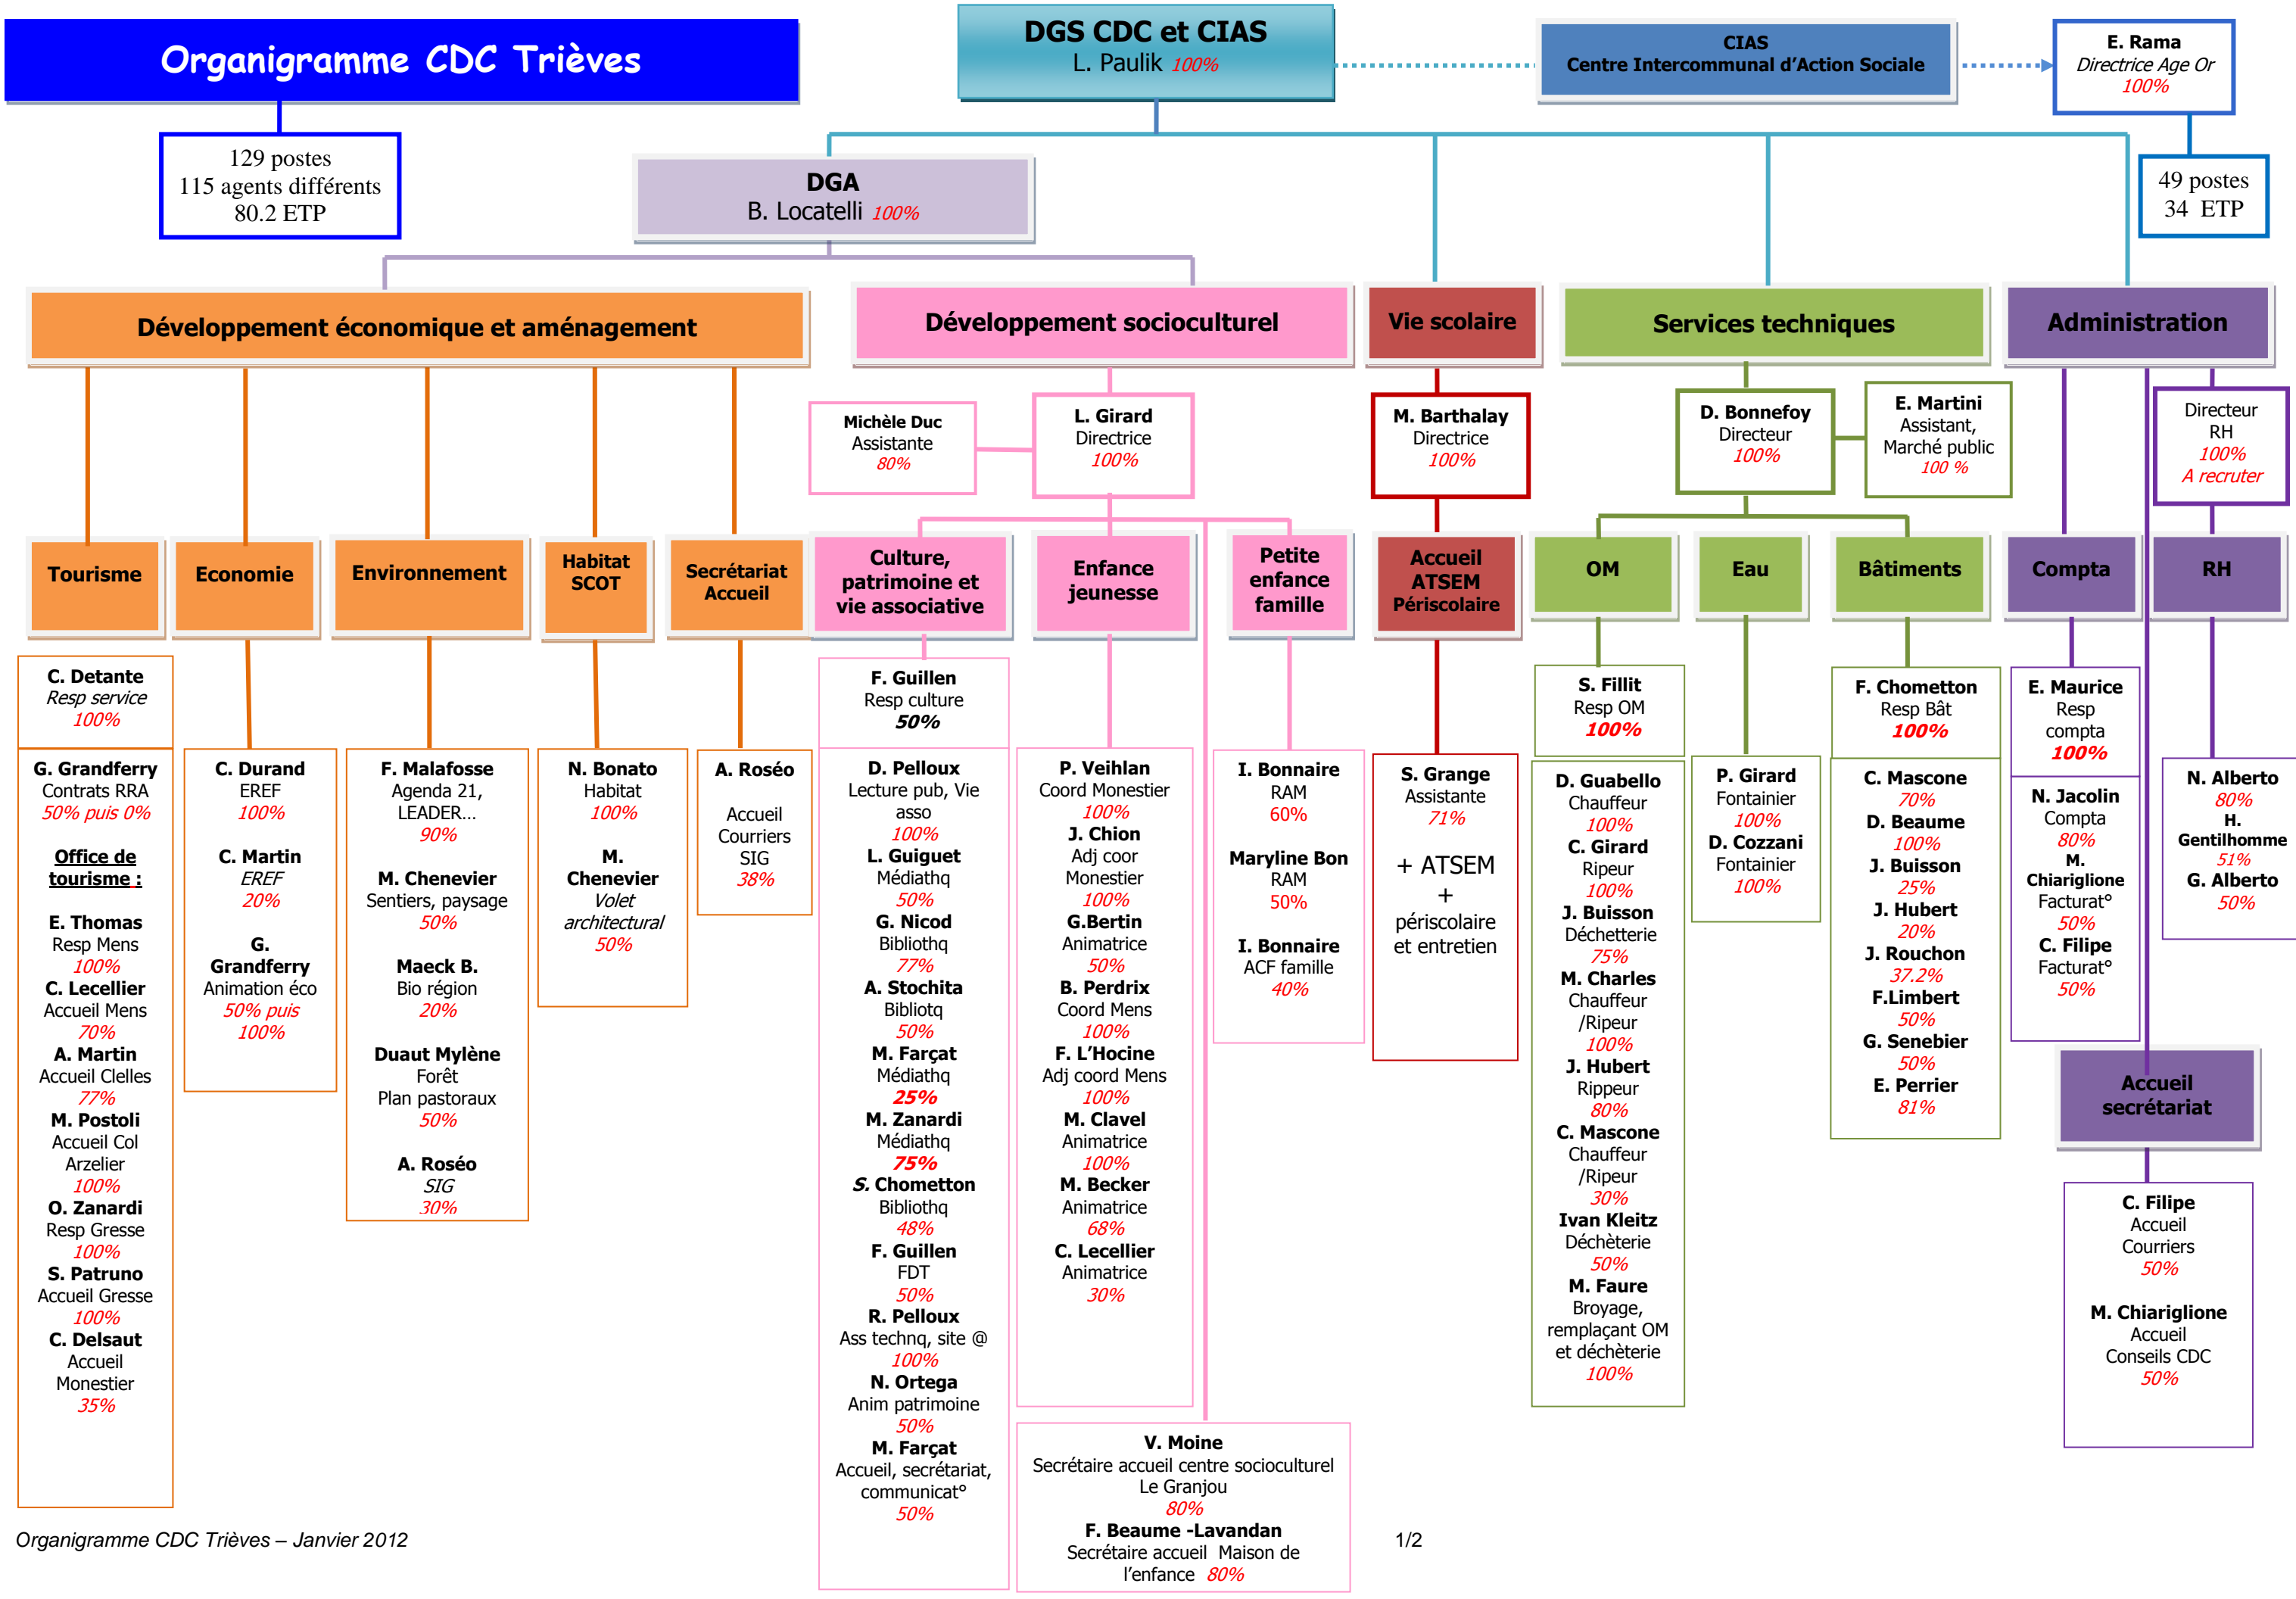 Organigramme CDC Trièves
DGS CDC et CIAS
L. Paulik 100%
CIAS
Centre Intercommunal d’Action Sociale
E. Rama
Directrice Age Or
100%
129 postes
115 agents différents
80.2 ETP
DGA
B. Locatelli 100%
49 postes
34 ETP
Développement économique et aménagement
Développement socioculturel
Vie scolaire
Services techniques
Administration
Michèle Duc
Assistante
80%
L. Girard
Directrice
100%
M. Barthalay
Directrice
100%
D. Bonnefoy
Directeur
100%
E. Martini
Assistant,
Marché public
100 %
Directeur
RH
100%
A recruter
Tourisme
Economie
Environnement
Habitat
SCOT
Secrétariat
Accueil
Culture,
patrimoine et
vie associative
Enfance
jeunesse
Petite
enfance
famille
Accueil
ATSEM
Périscolaire
OM
Eau
Bâtiments
Compta
RH
C. Detante
Resp service
100%
G. Grandferry
Contrats RRA
50% puis 0%
Office de
tourisme :
E. Thomas
Resp Mens
100%
C. Lecellier
Accueil Mens
70%
A. Martin
Accueil Clelles
77%
M. Postoli
Accueil Col
Arzelier
100%
O. Zanardi
Resp Gresse
100%
S. Patruno
Accueil Gresse
100%
C. Delsaut
Accueil
Monestier
35%
C. Durand
EREF
100%
C. Martin
EREF
20%
G.
Grandferry
Animation éco
50% puis
100%
F. Malafosse
Agenda 21,
LEADER…
90%
M. Chenevier
Sentiers, paysage
50%
Maeck B.
Bio région
20%
Duaut Mylène
Forêt
Plan pastoraux
50%
A. Roséo
SIG
30%
N. Bonato
Habitat
100%
M.
Chenevier
Volet
architectural
50%
A. Roséo
Accueil
Courriers
SIG
38%
F. Guillen
Resp culture
50%
D. Pelloux
Lecture pub, Vie
asso
100%
L. Guiguet
Médiathq
50%
G. Nicod
Bibliothq
77%
A. Stochita
Bibliotq
50%
M. Farçat
Médiathq
25%
M. Zanardi
Médiathq
75%
S. Chometton
Bibliothq
48%
F. Guillen
FDT
50%
R. Pelloux
Ass technq, site @
100%
N. Ortega
Anim patrimoine
50%
M. Farçat
Accueil, secrétariat,
communicat°
50%
P. Veihlan
Coord Monestier
100%
J. Chion
Adj coor
Monestier
100%
G.Bertin
Animatrice
50%
B. Perdrix
Coord Mens
100%
F. L’Hocine
Adj coord Mens
100%
M. Clavel
Animatrice
100%
M. Becker
Animatrice
68%
C. Lecellier
Animatrice
30%
V. Moine
Secrétaire accueil centre socioculturel
Le Granjou
80%
F. Beaume -Lavandan
Secrétaire accueil Maison de
l’enfance 80%
I. Bonnaire
RAM
60%
Maryline Bon
RAM
50%
I. Bonnaire
ACF famille
40%
S. Grange
Assistante
71%
+ ATSEM
+
périscolaire
et entretien
S. Fillit
Resp OM
100%
D. Guabello
Chauffeur
100%
C. Girard
Ripeur
100%
J. Buisson
Déchetterie
75%
M. Charles
Chauffeur
/Ripeur
100%
J. Hubert
Rippeur
80%
C. Mascone
Chauffeur
/Ripeur
30%
Ivan Kleitz
Déchèterie
50%
M. Faure
Broyage,
remplaçant OM
et déchèterie
100%
P. Girard
Fontainier
100%
D. Cozzani
Fontainier
100%
F. Chometton
Resp Bât
100%
C. Mascone
70%
D. Beaume
100%
J. Buisson
25%
J. Hubert
20%
J. Rouchon
37.2%
F.Limbert
50%
G. Senebier
50%
E. Perrier
81%
E. Maurice
Resp
compta
100%
N. Jacolin
Compta
80%
M.
Chiariglione
Facturat°
50%
C. Filipe
Facturat°
50%
N. Alberto
80%
H.
Gentilhomme
51%
G. Alberto
50%
Accueil
secrétariat
C. Filipe
Accueil
Courriers
50%
M. Chiariglione
Accueil
Conseils CDC
50%
Organigramme CDC Trièves – Janvier 2012
1/2